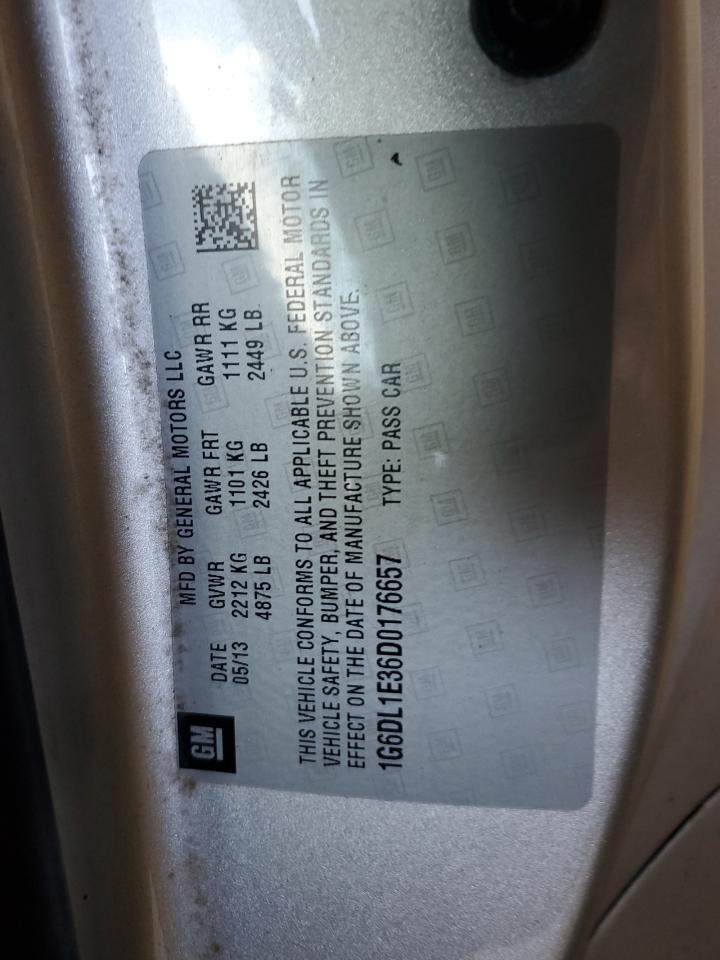 MFD BY GENERAL MOTORS LLC
GM
DATE GVWR GAWR FRT GAWR RR
05/13 2212 KG 1101 KG 1111 KG
4875 LB 2426 LB 2449 LB
THIS VEHICLE CONFORMS TO ALL APPLICABLE U.S. FEDERAL MOTOR
VEHICLE SAFETY, BUMPER, AND THEFT PREVENTION STANDARDS IN
EFFECT ON THE DATE OF MANUFACTURE SHOWN ABOVE.
1G6DL1E36D0176657 TYPE: PASS CAR